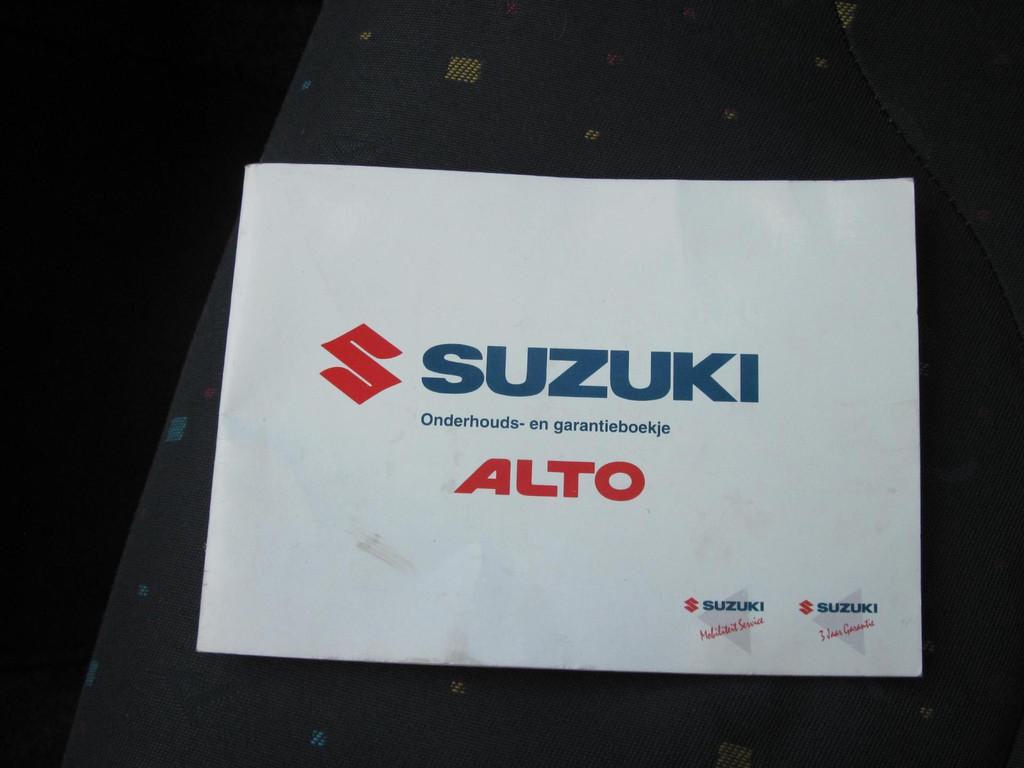 SUZUKI
Onderhouds- en garantieboekje
ALTO
SUZUKI
Mobiliteit Service
SUZUKI
3 Jaar Garantie